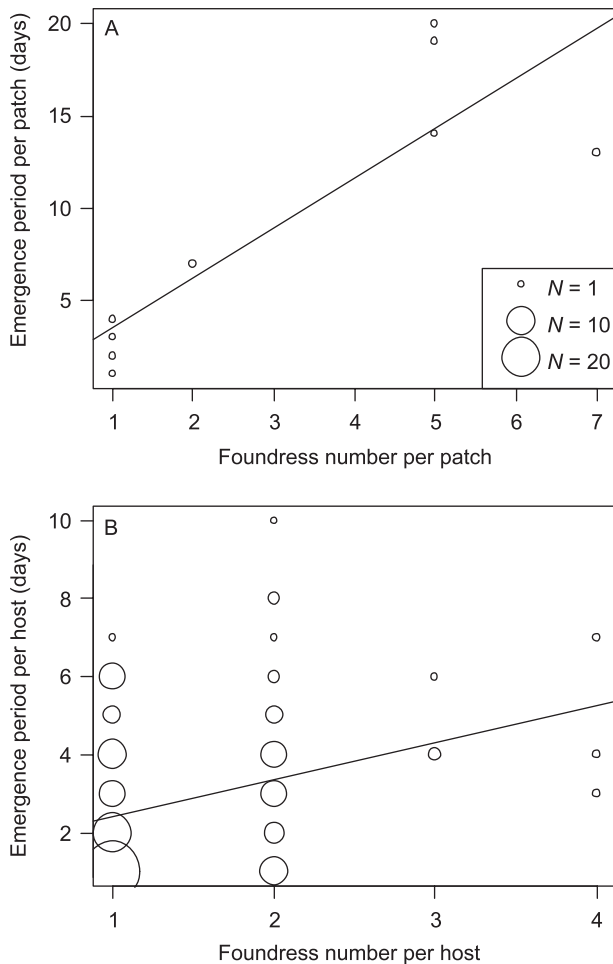 A
Emergence period per patch (days)
20
15
10
5
N = 1
N = 10
N = 20
1 2 3 4 5 6 7
Foundress number per patch
B
Emergence period per host (days)
10
8
6
4
2
1 2 3 4
Foundress number per host